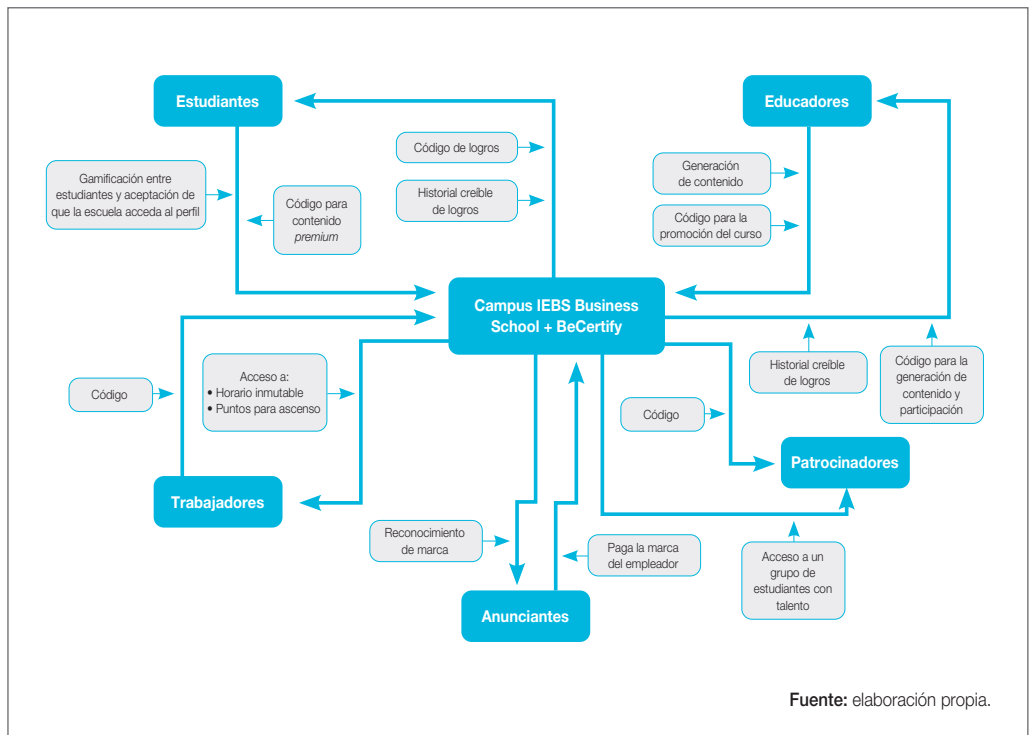 Estudiantes
Educadores
Código de logros
Generación
de contenido
Gamificación entre
estudiantes y aceptación de
que la escuela acceda al perfil
Historial creíble
de logros
Código para
contenido
premium
Código para la
promoción del curso
Campus IEBS Business
School + BeCertify
Código
Acceso a:
• Horario inmutable
• Puntos para ascenso
Historial creíble
de logros
Código para la
generación de
contenido y
participación
Código
Patrocinadores
Trabajadores
Reconocimiento
de marca
Paga la marca
del empleador
Acceso a un
grupo de
estudiantes con
talento
Anunciantes
Fuente: elaboración propia.